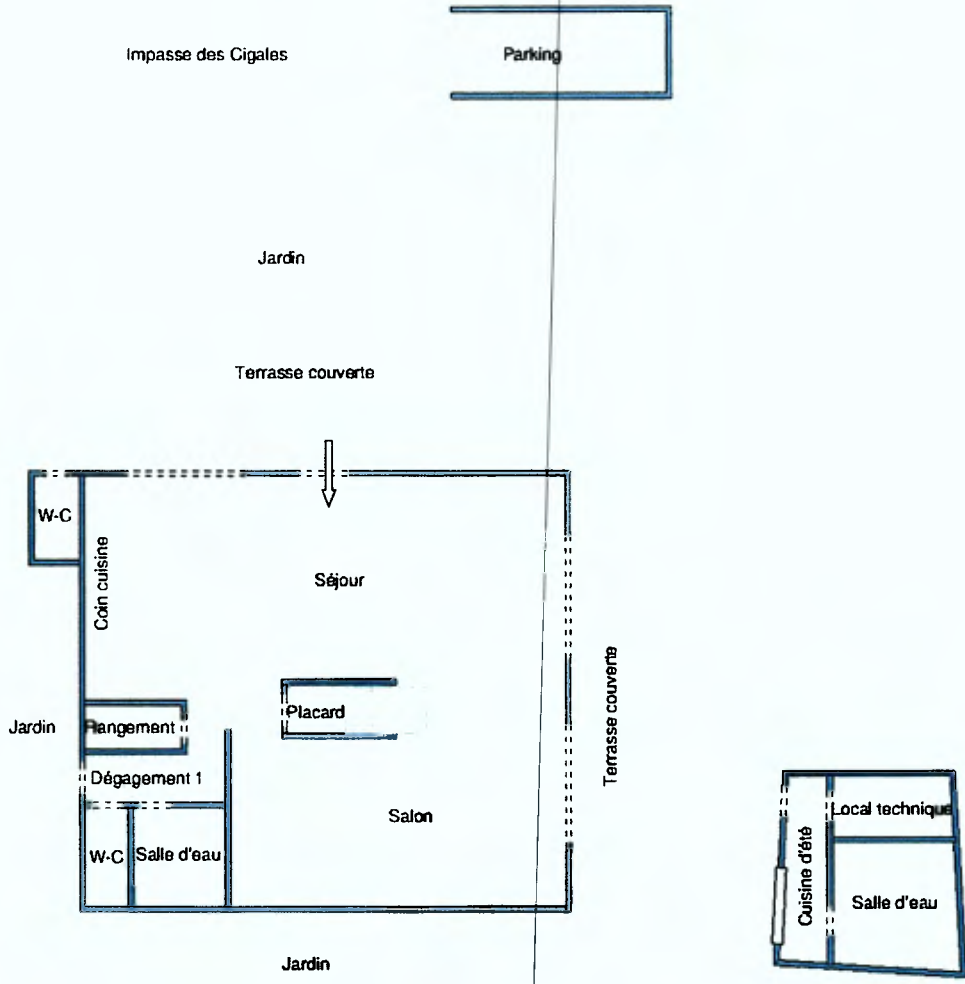 Impasse des Cigales
Parking
Jardin
Terrasse couverte
W-C
Coin cuisine
Séjour
Terrasse couverte
Placard
Jardin
Rangement
Dégagement 1
Salon
W-C
Salle d'eau
Local technique
Cuisine d'été
Salle d'eau
Jardin